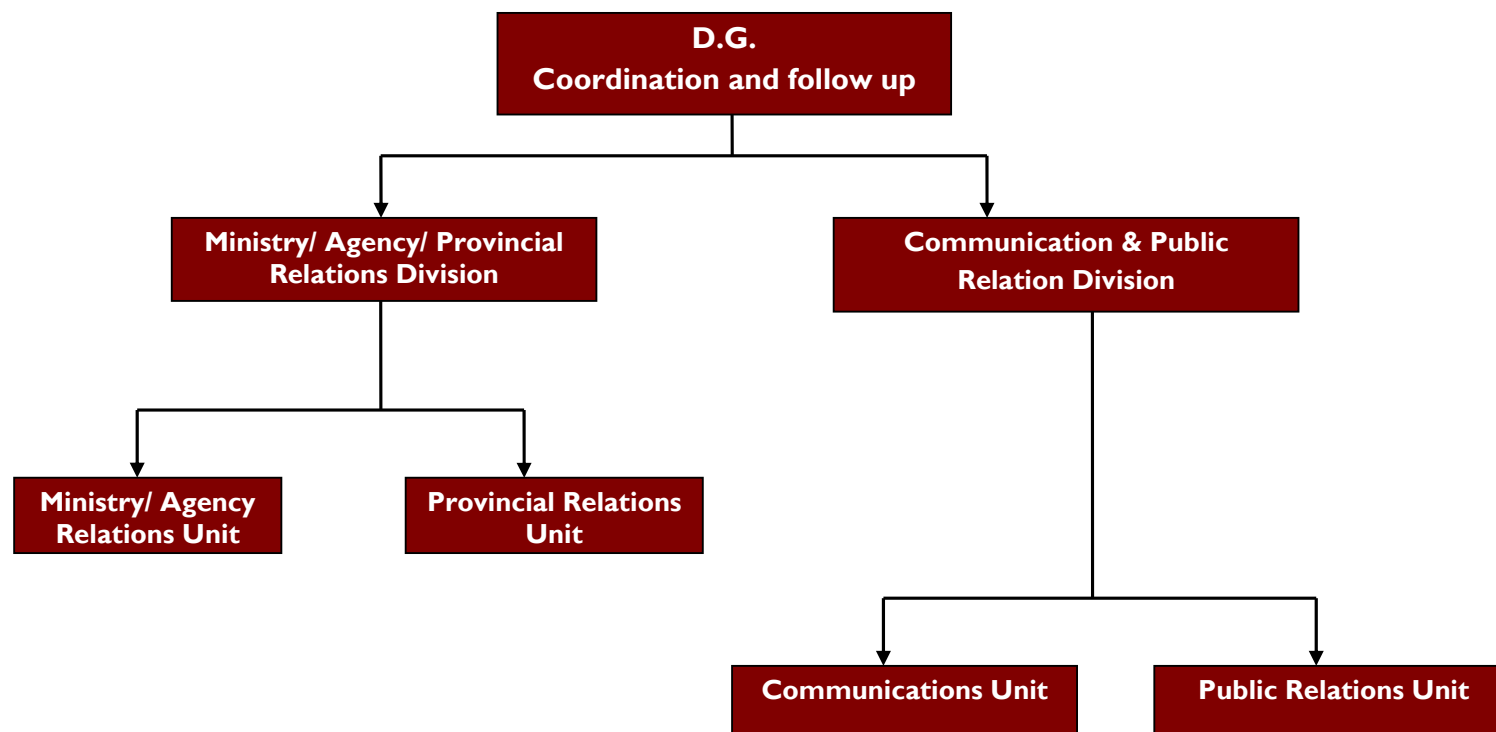 D.G.
Coordination and follow up
Ministry/ Agency/ Provincial
Relations Division
Communication & Public
Relation Division
Ministry/ Agency
Relations Unit
Provincial Relations
Unit
Communications Unit
Public Relations Unit